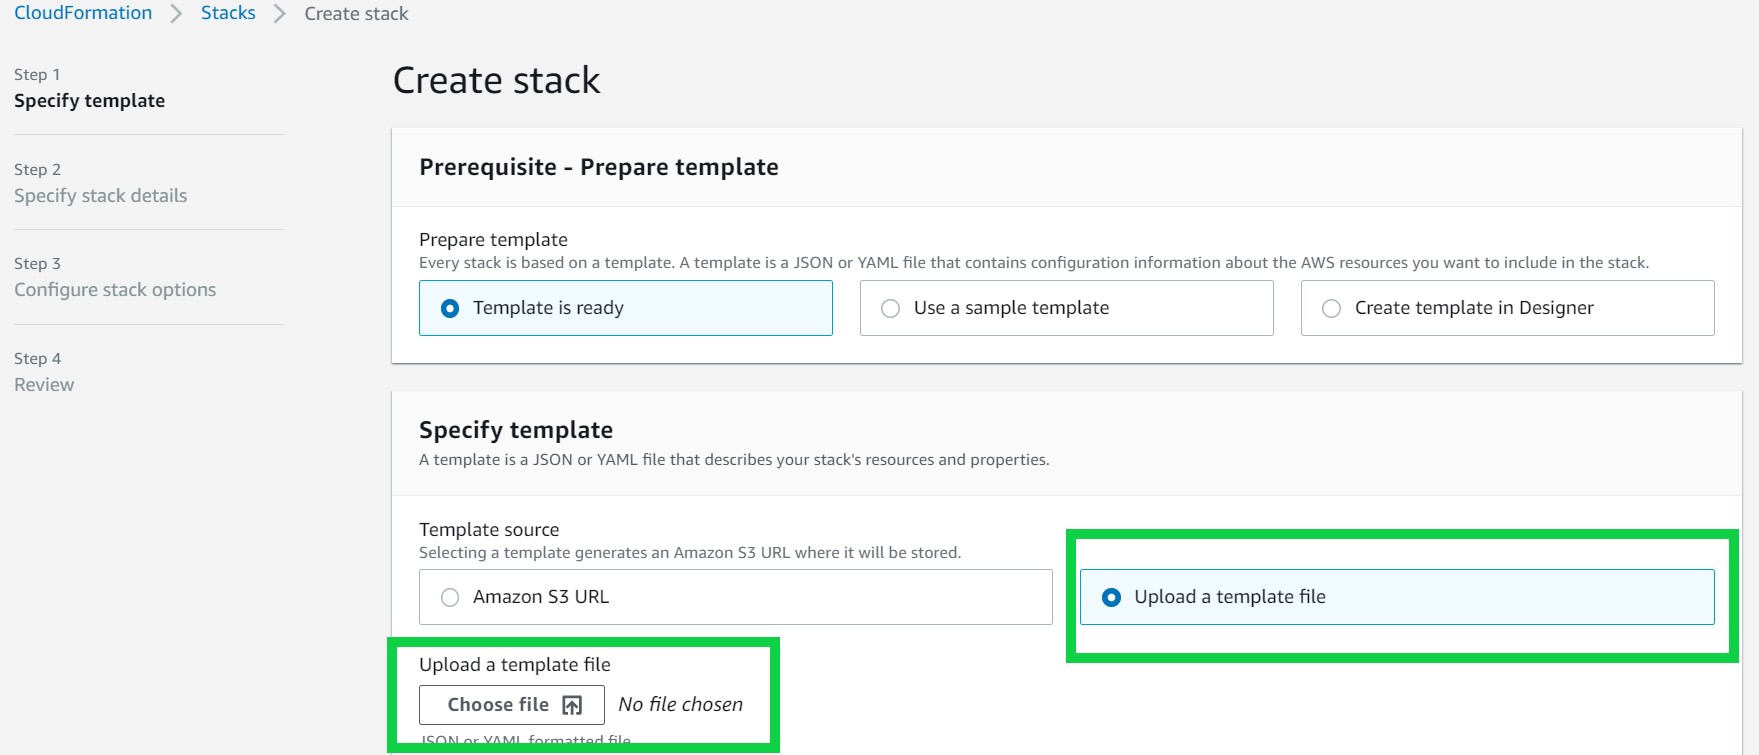 CloudFormation > Stacks > Create stack
Step 1
Specify template
Step 2
Specify stack details
Step 3
Configure stack options
Step 4
Review
Create stack
Prerequisite - Prepare template
Prepare template
Every stack is based on a template. A template is a JSON or YAML file that contains configuration information about the AWS resources you want to include in the stack.
Template is ready
Use a sample template
Create template in Designer
Specify template
A template is a JSON or YAML file that describes your stack's resources and properties.
Template source
Selecting a template generates an Amazon S3 URL where it will be stored.
Amazon S3 URL
Upload a template file
Upload a template file
Choose file
No file chosen
JSON or YAML formatted file